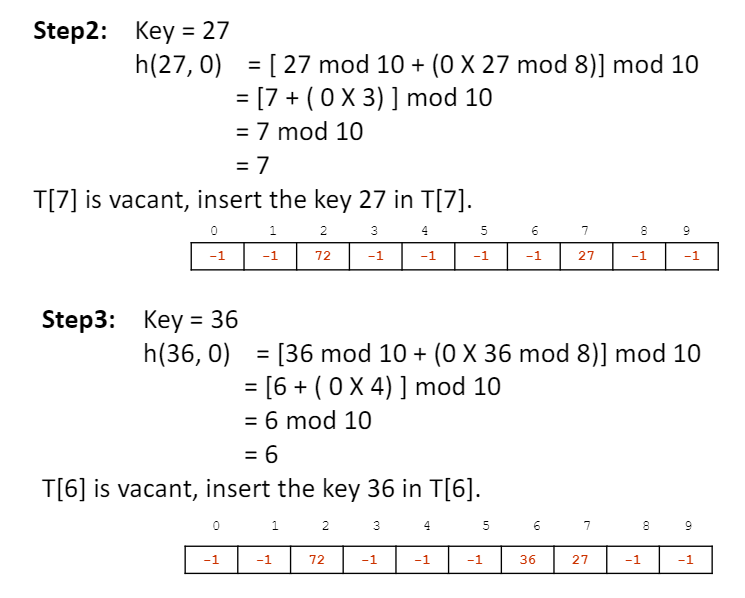 Step2: Key = 27
h(27, 0) = [ 27 mod 10 + (0 X 27 mod 8)] mod 10
= [7 + ( 0 X 3) ] mod 10
= 7 mod 10
= 7
T[7] is vacant, insert the key 27 in T[7].
0 1 2 3 4 5 6 7 8 9
-1 -1 72 -1 -1 -1 -1 27 -1 -1
Step3: Key = 36
h(36, 0) = [36 mod 10 + (0 X 36 mod 8)] mod 10
= [6 + ( 0 X 4) ] mod 10
= 6 mod 10
= 6
T[6] is vacant, insert the key 36 in T[6].
0 1 2 3 4 5 6 7 8 9
-1 -1 72 -1 -1 -1 36 27 -1 -1